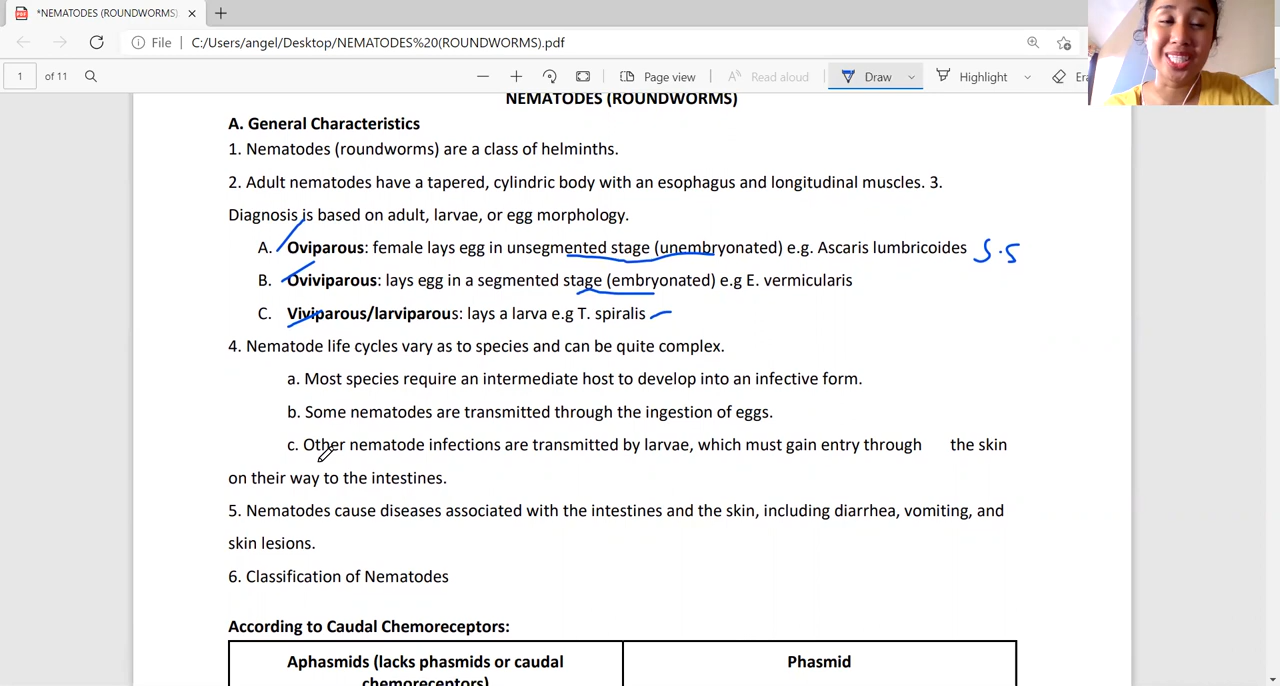 *NEMATODES (ROUNDWORMS)
File C:/Users/angel/Desktop/NEMATODES%20(ROUNDWORMS).pdf
1 of 11 Page view Read aloud Draw Highlight
NEMATODES (ROUNDWORMS)
A. General Characteristics
1. Nematodes (roundworms) are a class of helminths.
2. Adult nematodes have a tapered, cylindric body with an esophagus and longitudinal muscles. 3.
Diagnosis is based on adult, larvae, or egg morphology.
A. Oviparous: female lays egg in unsegmented stage (unembryonated) e.g. Ascaris lumbricoides
B. Oviviparous: lays egg in a segmented stage (embryonated) e.g E. vermicularis
C. Viviparous/larviparous: lays a larva e.g T. spiralis
4. Nematode life cycles vary as to species and can be quite complex.
a. Most species require an intermediate host to develop into an infective form.
b. Some nematodes are transmitted through the ingestion of eggs.
c. Other nematode infections are transmitted by larvae, which must gain entry through the skin
on their way to the intestines.
5. Nematodes cause diseases associated with the intestines and the skin, including diarrhea, vomiting, and
skin lesions.
6. Classification of Nematodes
According to Caudal Chemoreceptors:
Aphasmids (lacks phasmids or caudal
chemoreceptors)
Phasmid